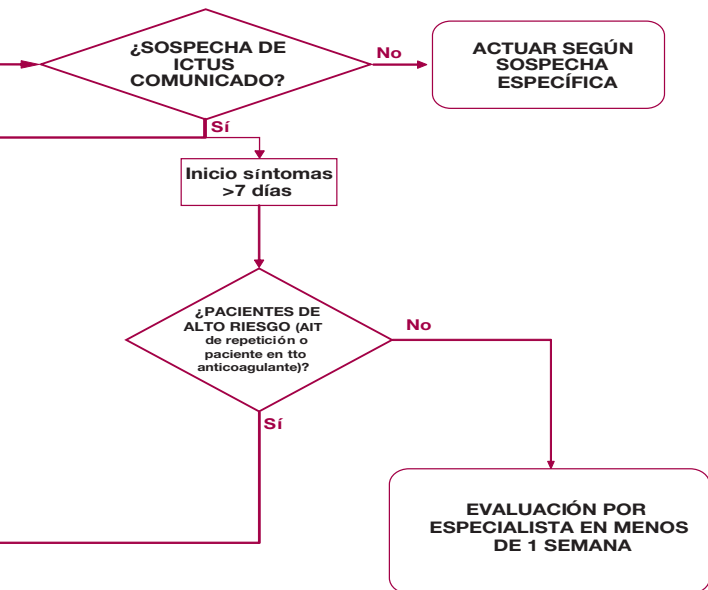 ¿SOSPECHA DE
ICTUS
COMUNICADO?
No
ACTUAR SEGÚN
SOSPECHA
ESPECÍFICA
Sí
Inicio síntomas
>7 días
¿PACIENTES DE
ALTO RIESGO (AIT
de repetición o
paciente en tto
anticoagulante)?
No
Sí
EVALUACIÓN POR
ESPECIALISTA EN MENOS
DE 1 SEMANA